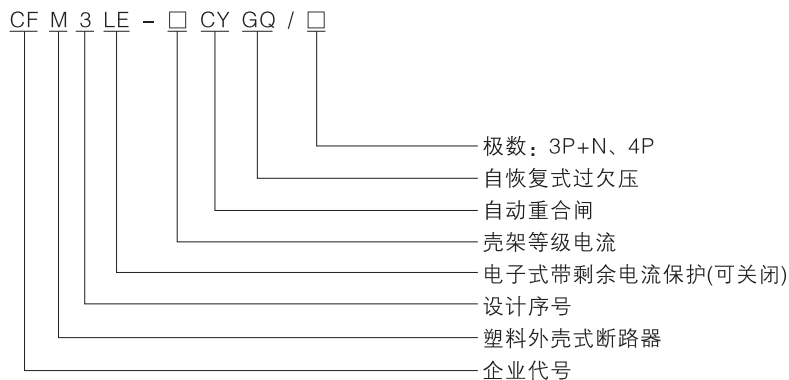 CF M 3 LE - □ CY GQ / □
极数：3P+N、4P
自恢复式过欠压
自动重合闸
壳架等级电流
电子式带剩余电流保护(可关闭)
设计序号
塑料外壳式断路器
企业代号